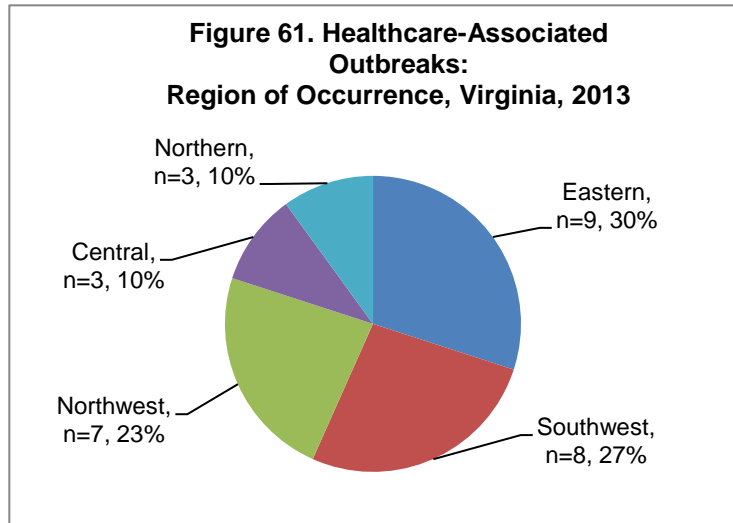 Figure 61. Healthcare-Associated
Outbreaks:
Region of Occurrence, Virginia, 2013
Northern,
n=3, 10%
Eastern,
n=9, 30%
Central,
n=3, 10%
Northwest,
n=7, 23%
Southwest,
n=8, 27%